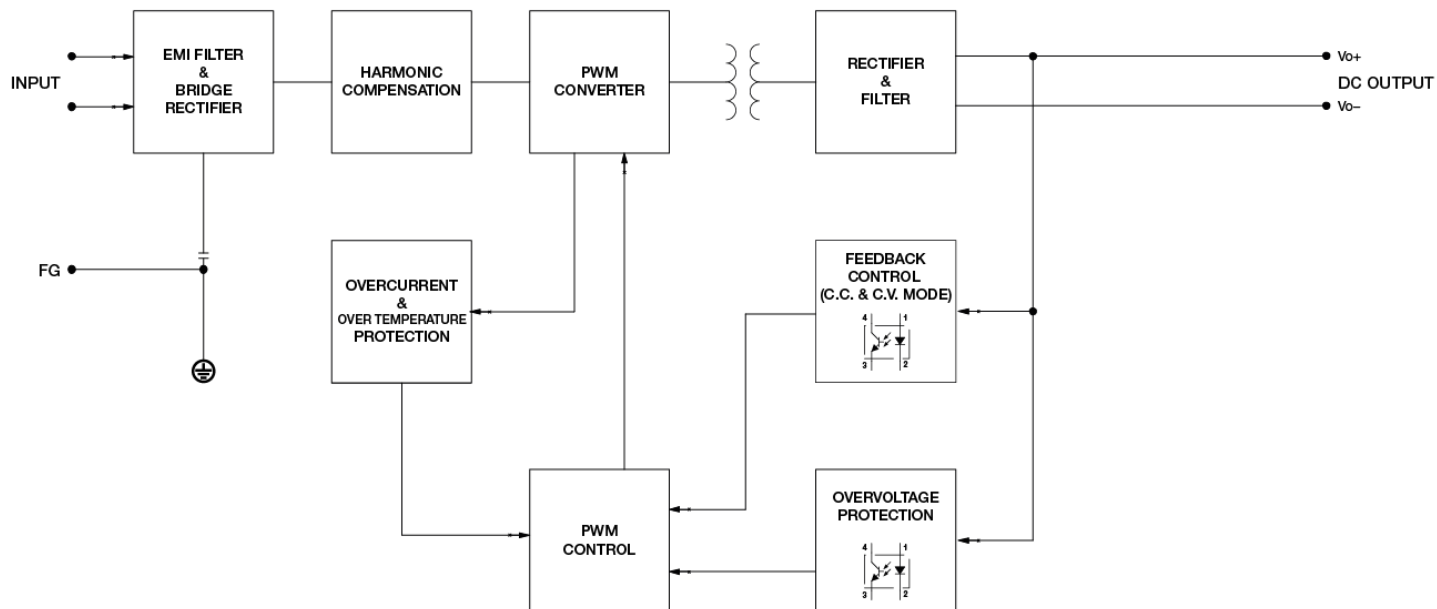 INPUT
EMI FILTER
&
BRIDGE
RECTIFIER
HARMONIC
COMPENSATION
PWM
CONVERTER
RECTIFIER
&
FILTER
Vo+
DC OUTPUT
Vo–
FG
OVERCURRENT
&
OVER TEMPERATURE
PROTECTION
FEEDBACK
CONTROL
(C.C. & C.V. MODE)
4 1
3 2
PWM
CONTROL
OVERVOLTAGE
PROTECTION
4 1
3 2